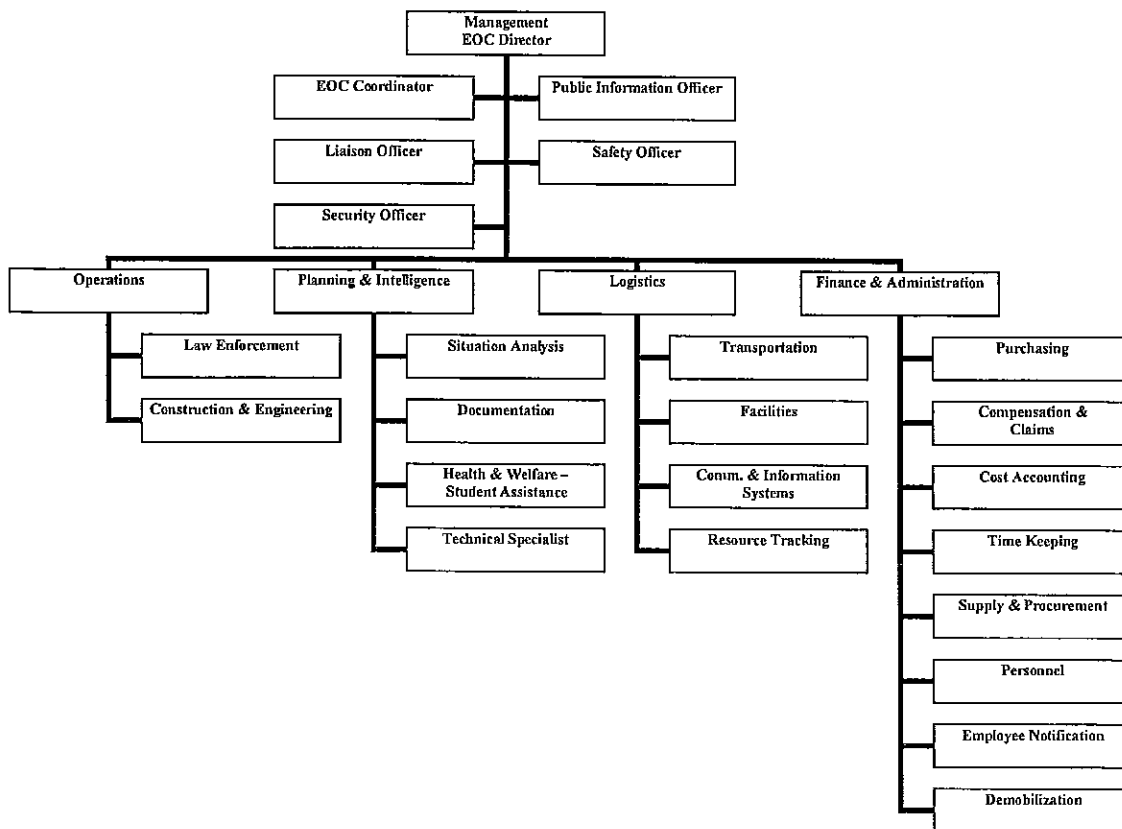 Management
EOC Director
EOC Coordinator
Public Information Officer
Liaison Officer
Safety Officer
Security Officer
Operations
Planning & Intelligence
Logistics
Finance & Administration
Law Enforcement
Situation Analysis
Transportation
Purchasing
Construction & Engineering
Documentation
Facilities
Compensation &
Claims
Health & Welfare –
Student Assistance
Comm. & Information
Systems
Cost Accounting
Technical Specialist
Resource Tracking
Time Keeping
Supply & Procurement
Personnel
Employee Notification
Demobilization